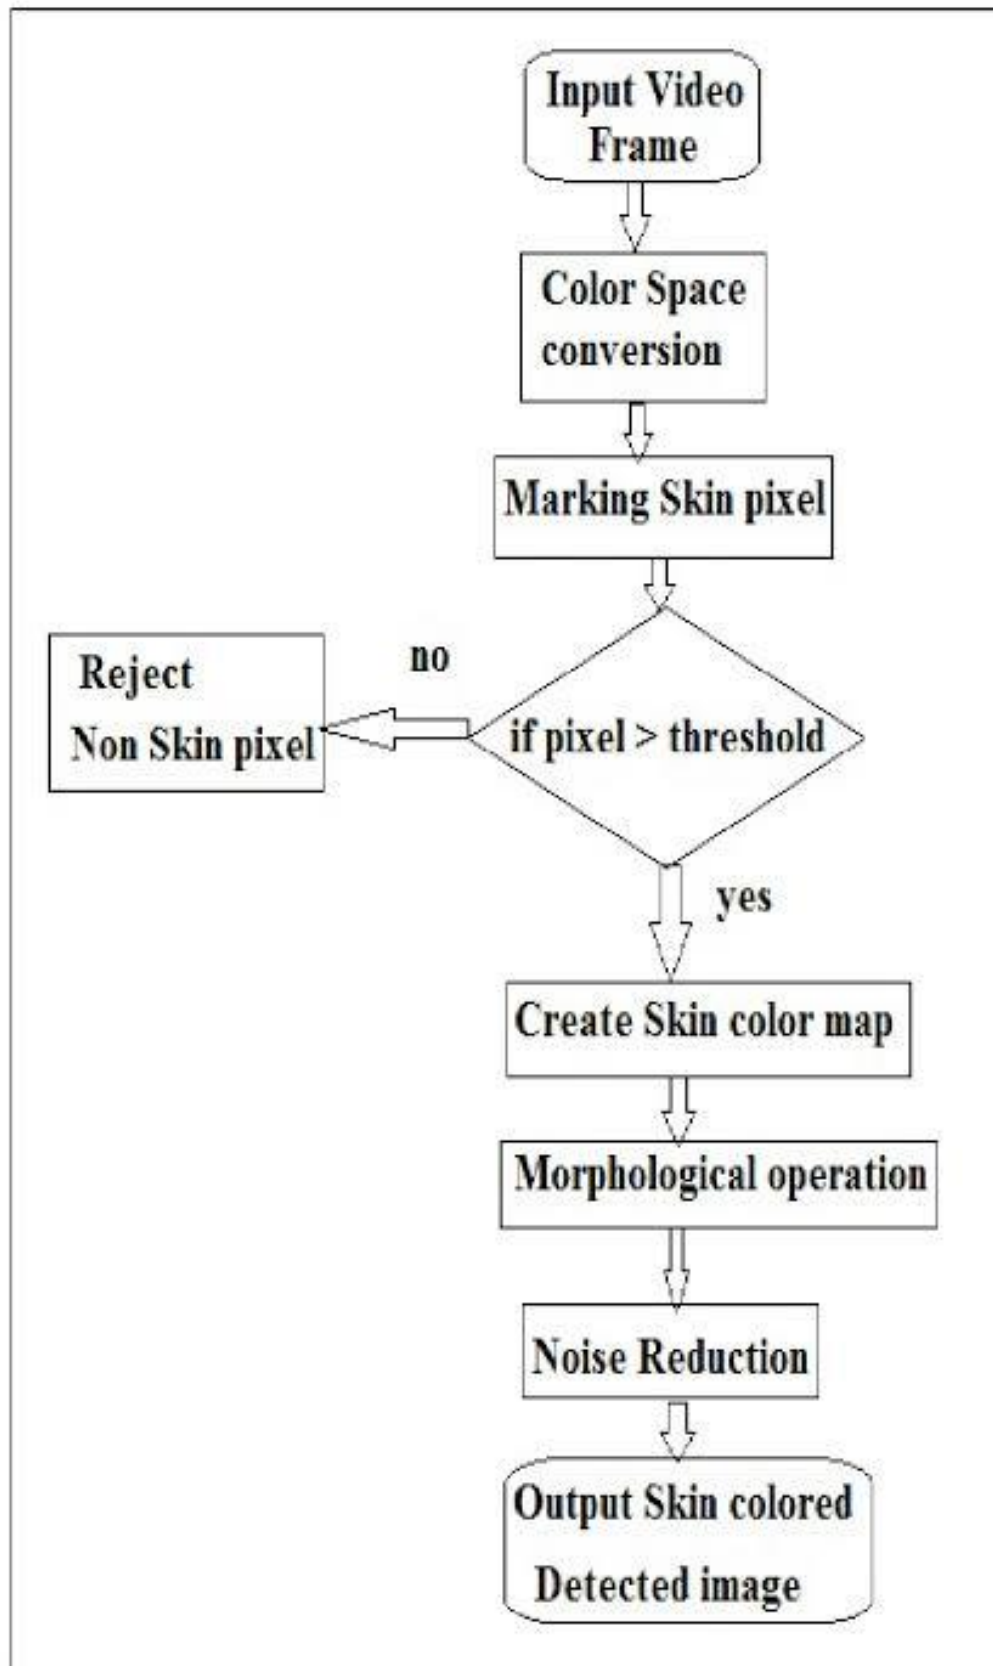 Input Video
Frame
Color Space
conversion
Marking Skin pixel
no
Reject
Non Skin pixel
if pixel > threshold
yes
Create Skin color map
Morphological operation
Noise Reduction
Output Skin colored
Detected image